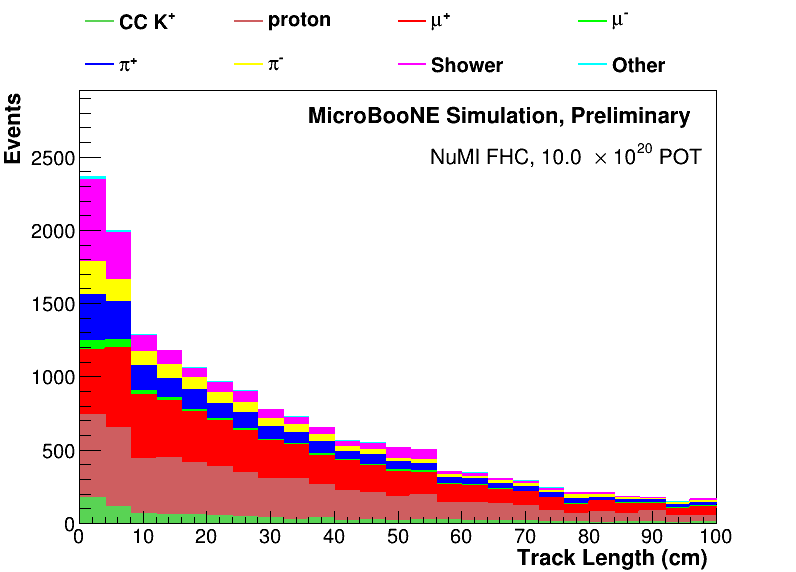 CC K⁺ proton μ⁺ μ⁻
π⁺ π⁻ Shower Other
MicroBooNE Simulation, Preliminary
NuMI FHC, 10.0 × 10²⁰ POT
Events
2500
2000
1500
1000
500
0
0 10 20 30 40 50 60 70 80 90 100
Track Length (cm)